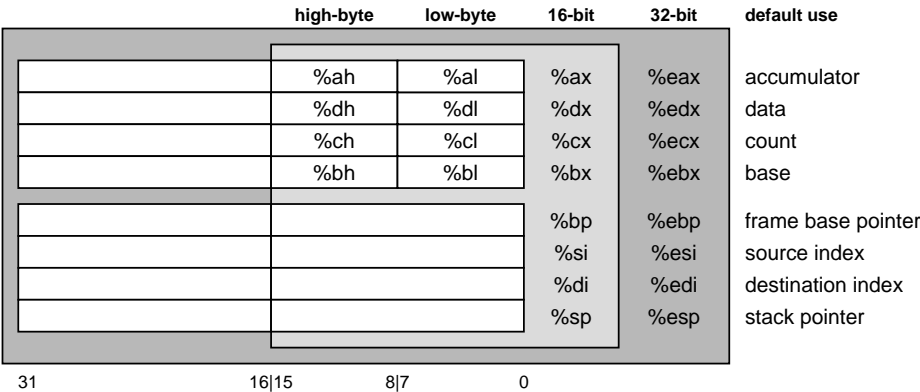 high-byte low-byte 16-bit 32-bit default use
%ah %al %ax %eax accumulator
%dh %dl %dx %edx data
%ch %cl %cx %ecx count
%bh %bl %bx %ebx base
%bp %ebp frame base pointer
%si %esi source index
%di %edi destination index
%sp %esp stack pointer
31 16|15 8|7 0